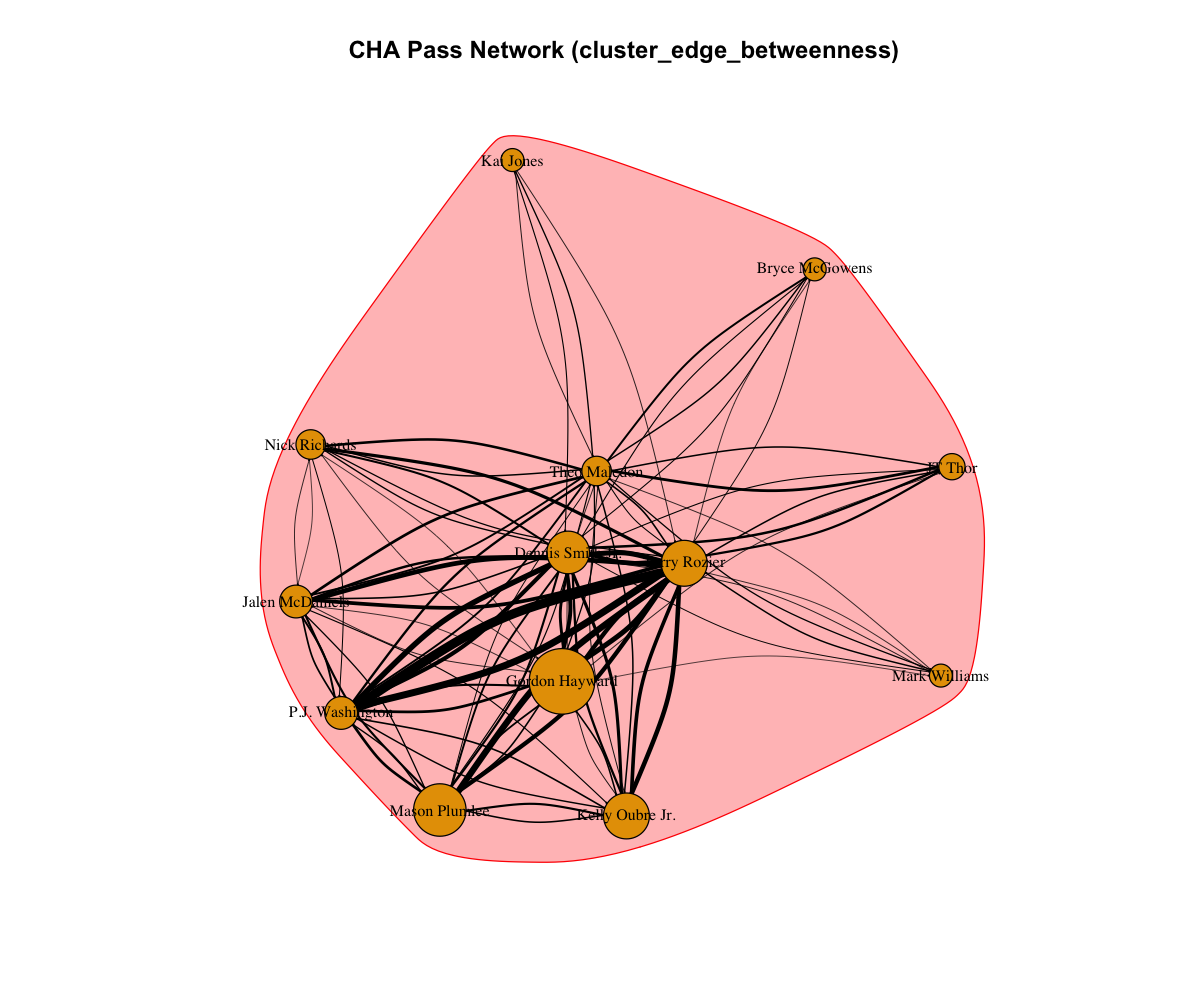 CHA Pass Network (cluster_edge_betweenness)
Kai Jones
Bryce McGowens
Nick Richards
Theo Maledon
JT Thor
Dennis Smith Jr.
Terry Rozier
Jalen McDaniels
Mark Williams
Gordon Hayward
P.J. Washington
Mason Plumlee
Kelly Oubre Jr.